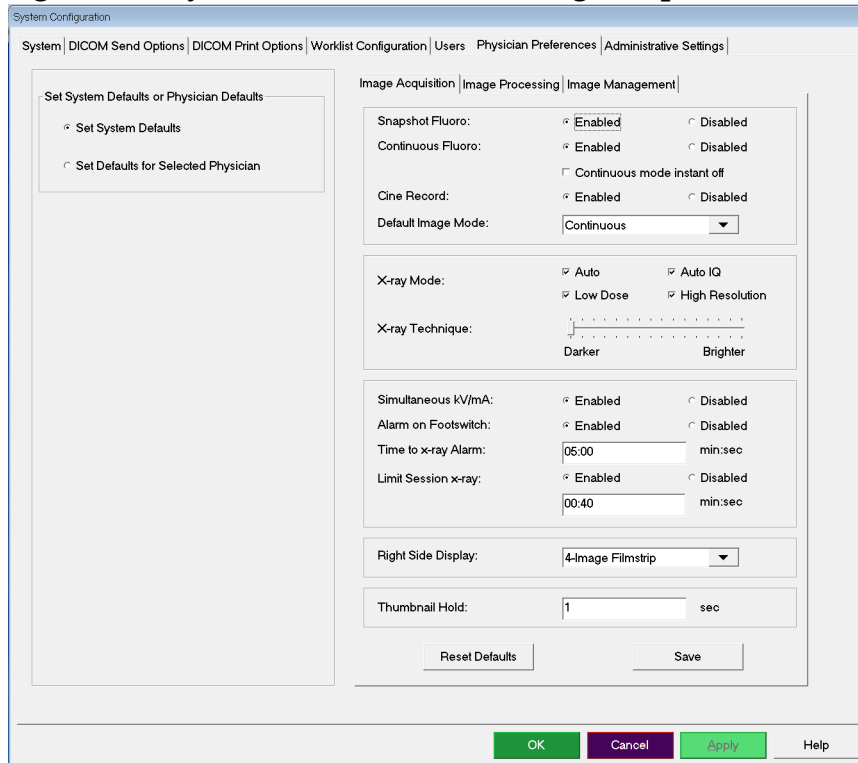 System Configuration
System DICOM Send Options DICOM Print Options Worklist Configuration Users Physician Preferences Administrative Settings
Set System Defaults or Physician Defaults
Set System Defaults
Set Defaults for Selected Physician
Image Acquisition Image Processing Image Management
Snapshot Fluoro: Enabled Disabled
Continuous Fluoro: Enabled Disabled
Continuous mode instant off
Cine Record: Enabled Disabled
Default Image Mode: Continuous
X-ray Mode: Auto Auto IQ
Low Dose High Resolution
X-ray Technique:
Darker Brighter
Simultaneous kV/mA: Enabled Disabled
Alarm on Footswitch: Enabled Disabled
Time to x-ray Alarm: 05:00 min:sec
Limit Session x-ray: Enabled Disabled
00:40 min:sec
Right Side Display: 4-Image Filmstrip
Thumbnail Hold: 1 sec
Reset Defaults Save
OK Cancel Apply Help